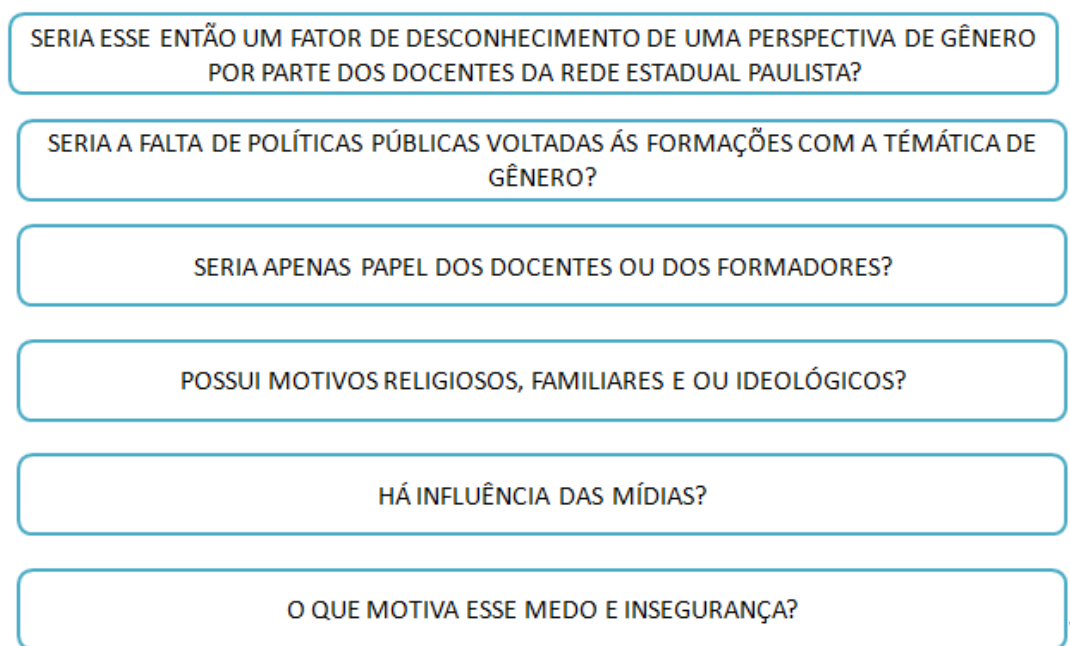 SERIA ESSE ENTÃO UM FATOR DE DESCONHECIMENTO DE UMA PERSPECTIVA DE GÊNERO
POR PARTE DOS DOCENTES DA REDE ESTADUAL PAULISTA?
SERIA A FALTA DE POLÍTICAS PÚBLICAS VOLTADAS ÁS FORMAÇÕES COM A TÉMÁTICA DE
GÊNERO?
SERIA APENAS PAPEL DOS DOCENTES OU DOS FORMADORES?
POSSUI MOTIVOS RELIGIOSOS, FAMILIARES E OU IDEOLÓGICOS?
HÁ INFLUÊNCIA DAS MÍDIAS?
O QUE MOTIVA ESSE MEDO E INSEGURANÇA?